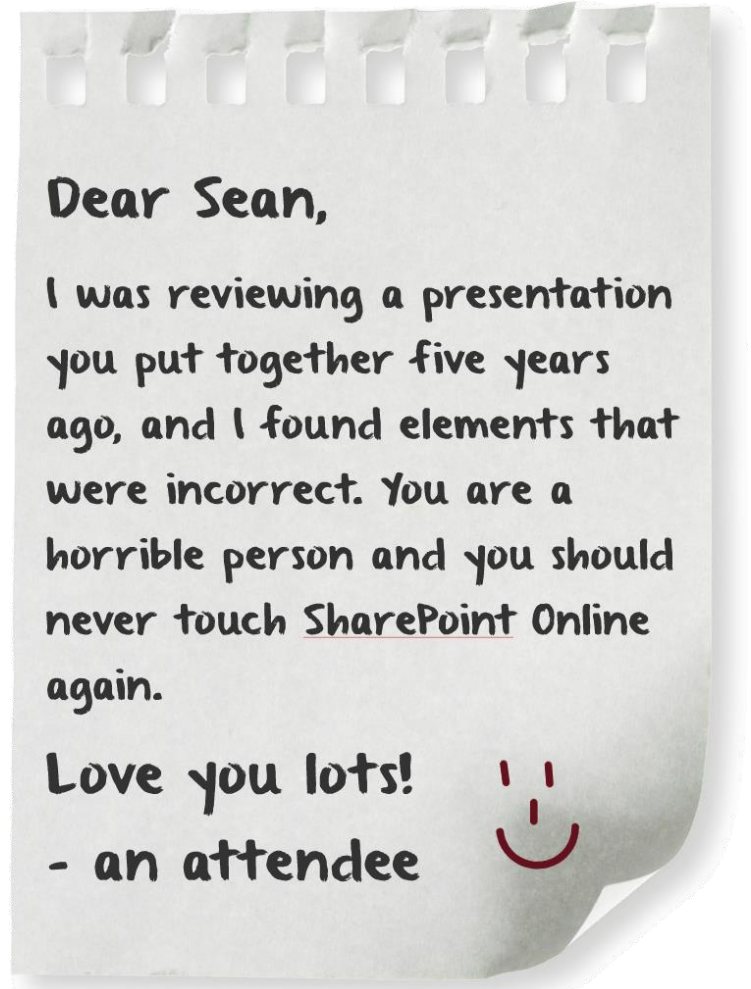 Dear Sean,
I was reviewing a presentation
you put together five years
ago, and I found elements that
were incorrect. You are a
horrible person and you should
never touch SharePoint Online
again.
Love you lots!
- an attendee